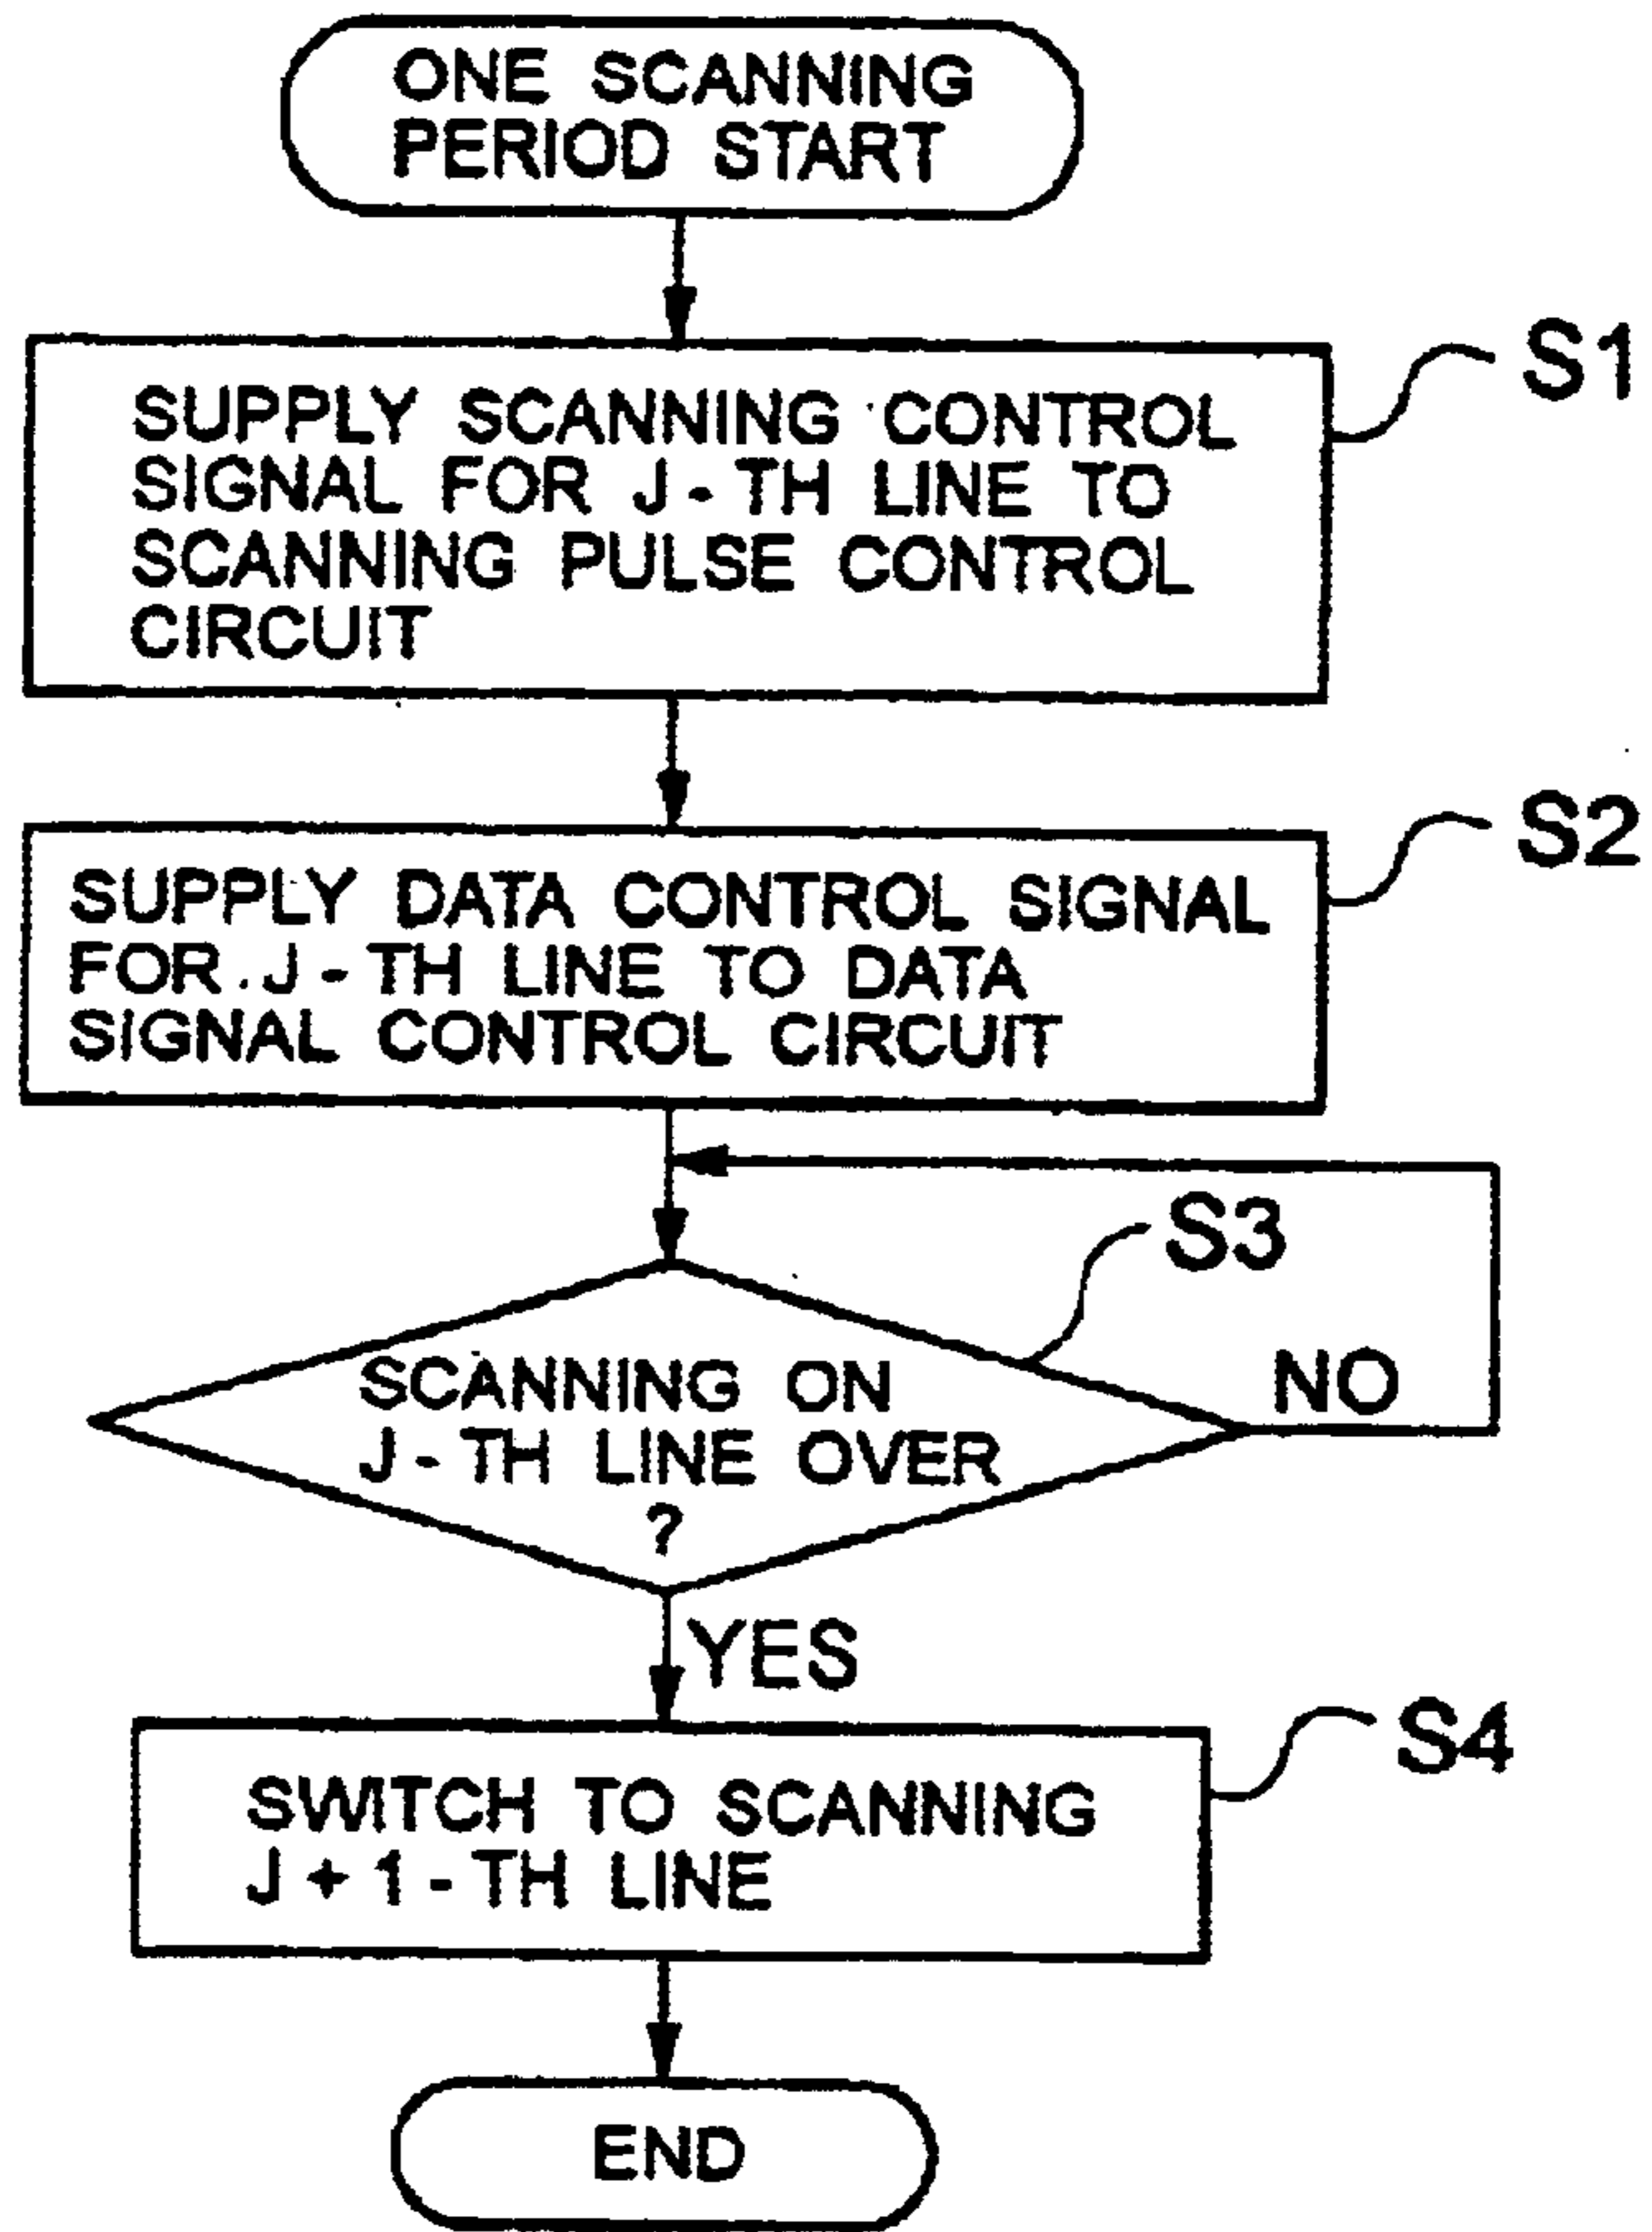 ONE SCANNING
PERIOD START
S1
SUPPLY SCANNING CONTROL
SIGNAL FOR J-TH LINE TO
SCANNING PULSE CONTROL
CIRCUIT
S2
SUPPLY DATA CONTROL SIGNAL
FOR J-TH LINE TO DATA
SIGNAL CONTROL CIRCUIT
S3
SCANNING ON
J-TH LINE OVER
?
NO
YES
S4
SWITCH TO SCANNING
J+1-TH LINE
END